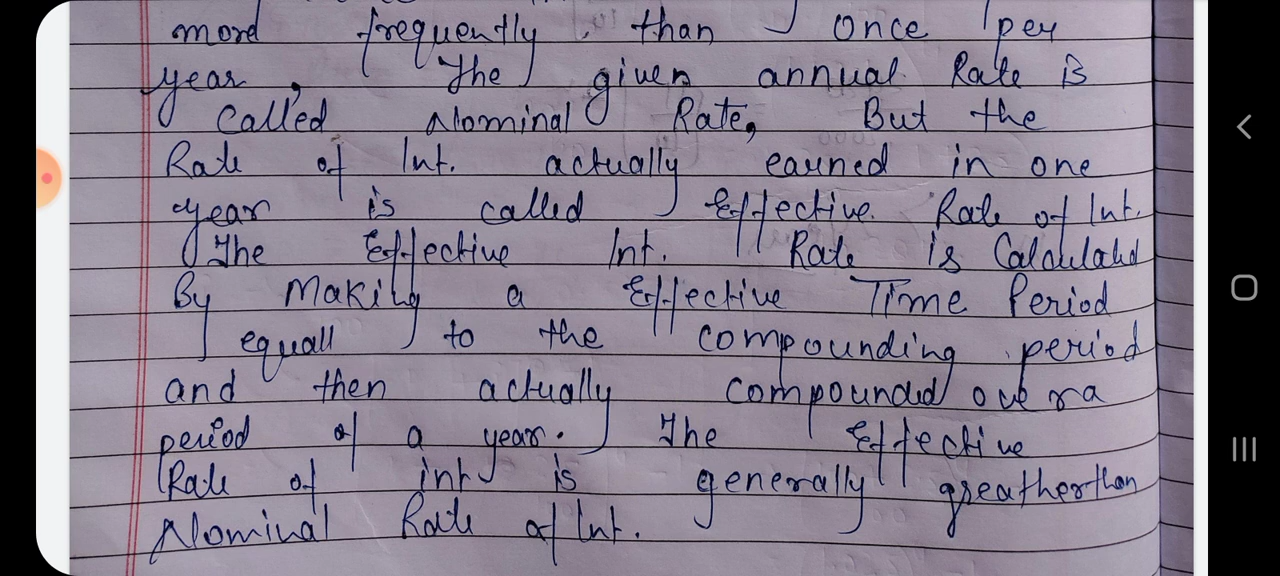 more frequently than once per
year, The given annual Rate is
Called Nominal Rate, But the
Rate of Int. actually earned in one
year is called Effective Rate of Int.
The Effective Int. Rate is Calculated
By Making a Effective Time Period
equall to the compounding period
and then actually compounded over a
period of a year. The Effective
Rate of int is generally greatherthan
Nominal Rate of Int.